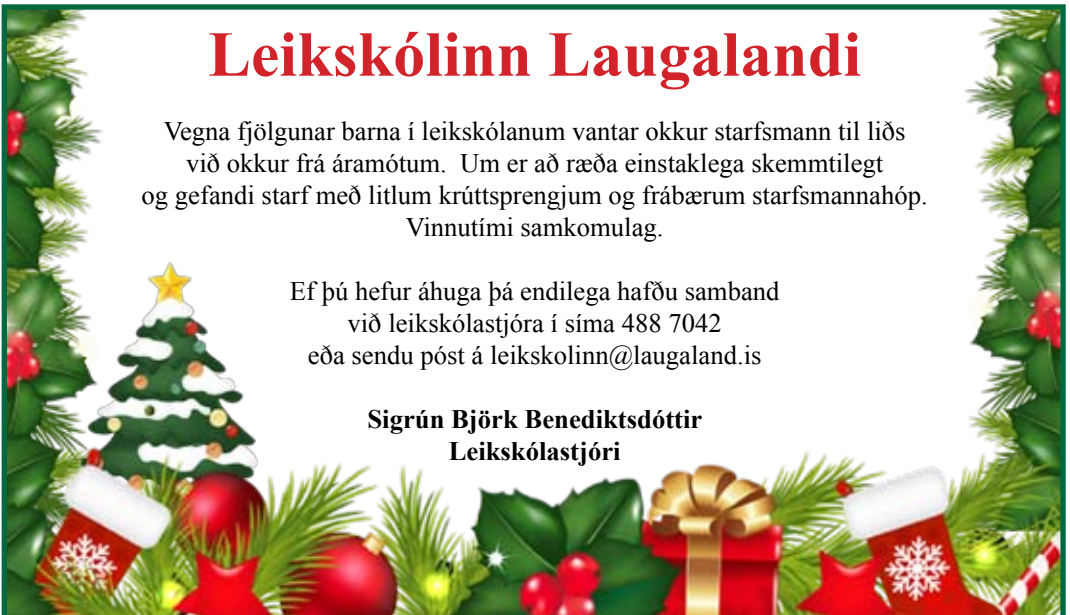 Leikskólinn Laugalandi
Vegna fjölgunar barna í leikskólanum vantar okkur starfsmann til liðs
við okkur frá áramótum.  Um er að ræða einstaklega skemmtilegt
og gefandi starf með litlum krúttsprengjum og frábærum starfsmannahóp.
Vinnutími samkomulag.
Ef þú hefur áhuga þá endilega hafðu samband
við leikskólastjóra í síma 488 7042
eða sendu póst á leikskolinn@laugaland.is
Sigrún Björk Benediktsdóttir
Leikskólastjóri